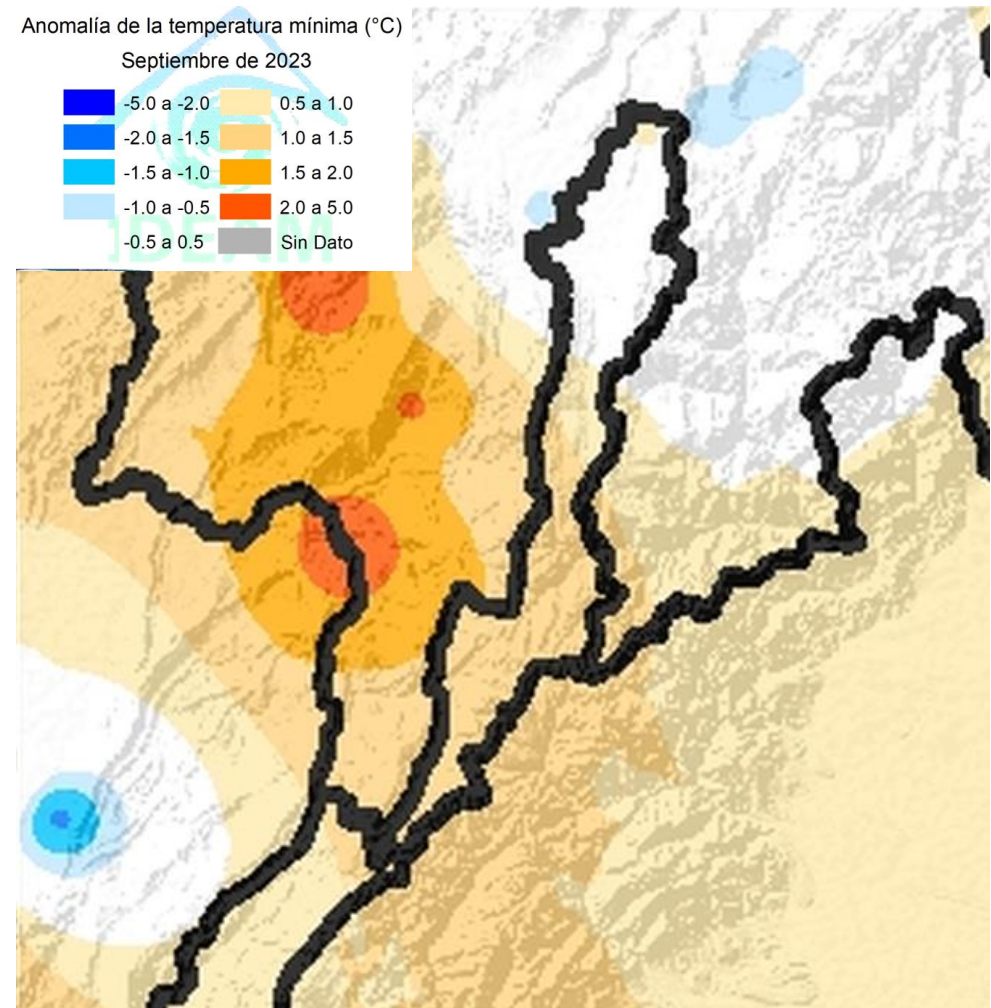 Anomalía de la temperatura mínima (°C)
Septiembre de 2023
-5.0 a -2.0 0.5 a 1.0
-2.0 a -1.5 1.0 a 1.5
-1.5 a -1.0 1.5 a 2.0
-1.0 a -0.5 2.0 a 5.0
-0.5 a 0.5 Sin Dato
IDEAM